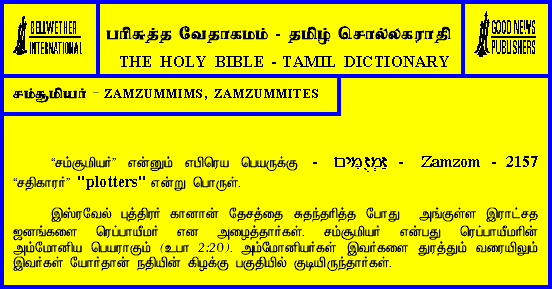 BELLWETHER
INTERNATIONAL
பரிசுத்த வேதாகமம் - தமிழ் சொல்லகராதி
THE HOLY BIBLE - TAMIL DICTIONARY
GOOD NEWS
PUBLISHERS
சம்சூமியர் - ZAMZUMMIMS, ZAMZUMMITES
“சம்சூமியர்” என்னும் எபிரெய பெயருக்கு - זַמְזֻמִּים - Zamzom - 2157
“சதிகாரர்” "plotters" என்று பொருள்.
இஸ்ரவேல் புத்திரர் கானான் தேசத்தை சுதந்தரித்த போது அங்குள்ள இராட்சத
ஜனங்களை ரெப்பாயீமர் என அழைத்தார்கள். சம்சூமியர் என்பது ரெப்பாயீமரின்
அம்மோனிய பெயராகும் (உபா 2:20). அம்மோனியர்கள் இவர்களை துரத்தும் வரையிலும்
இவர்கள் யோர்தான் நதியின் கிழக்கு பகுதியில் குடியிருந்தார்கள்.